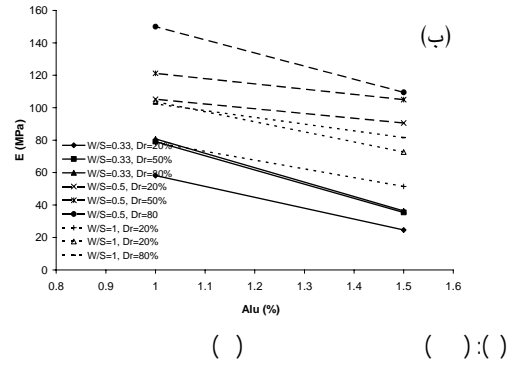 160
(ب)
140
120
100
80
60
40
20
0
E (MPa)
W/S=0.33, Dr=20%
W/S=0.33, Dr=50%
W/S=0.33, Dr=80%
W/S=0.5, Dr=20%
W/S=0.5, Dr=50%
W/S=0.5, Dr=80
W/S=1, Dr=20%
W/S=1, Dr=20%
W/S=1, Dr=80%
0.8 0.9 1 1.1 1.2 1.3 1.4 1.5 1.6
Alu (%)
( ) ( ) :( )